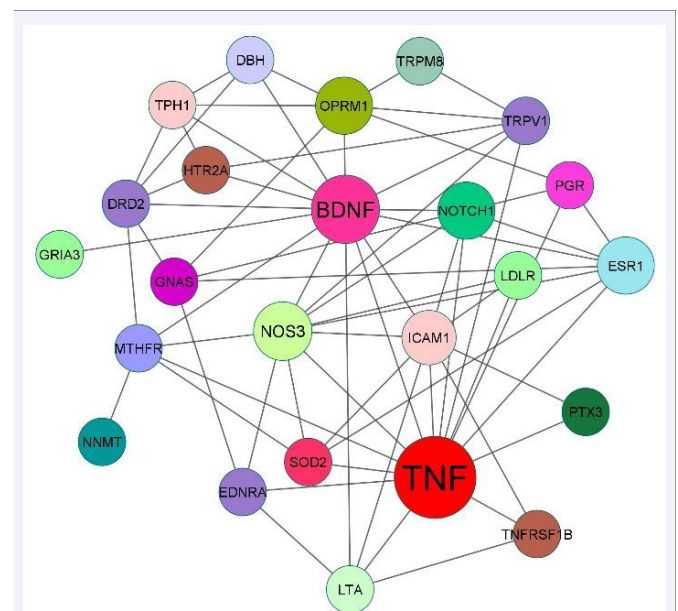 DBH
TRPM8
TPH1
OPRM1
TRPV1
HTR2A
PGR
DRD2
BDNF
NOTCH1
GRIA3
GNAS
LDLR
ESR1
NOS3
ICAM1
MTHFR
PTX3
NNMT
SOD2
TNF
EDNRA
TNFRSF1B
LTA